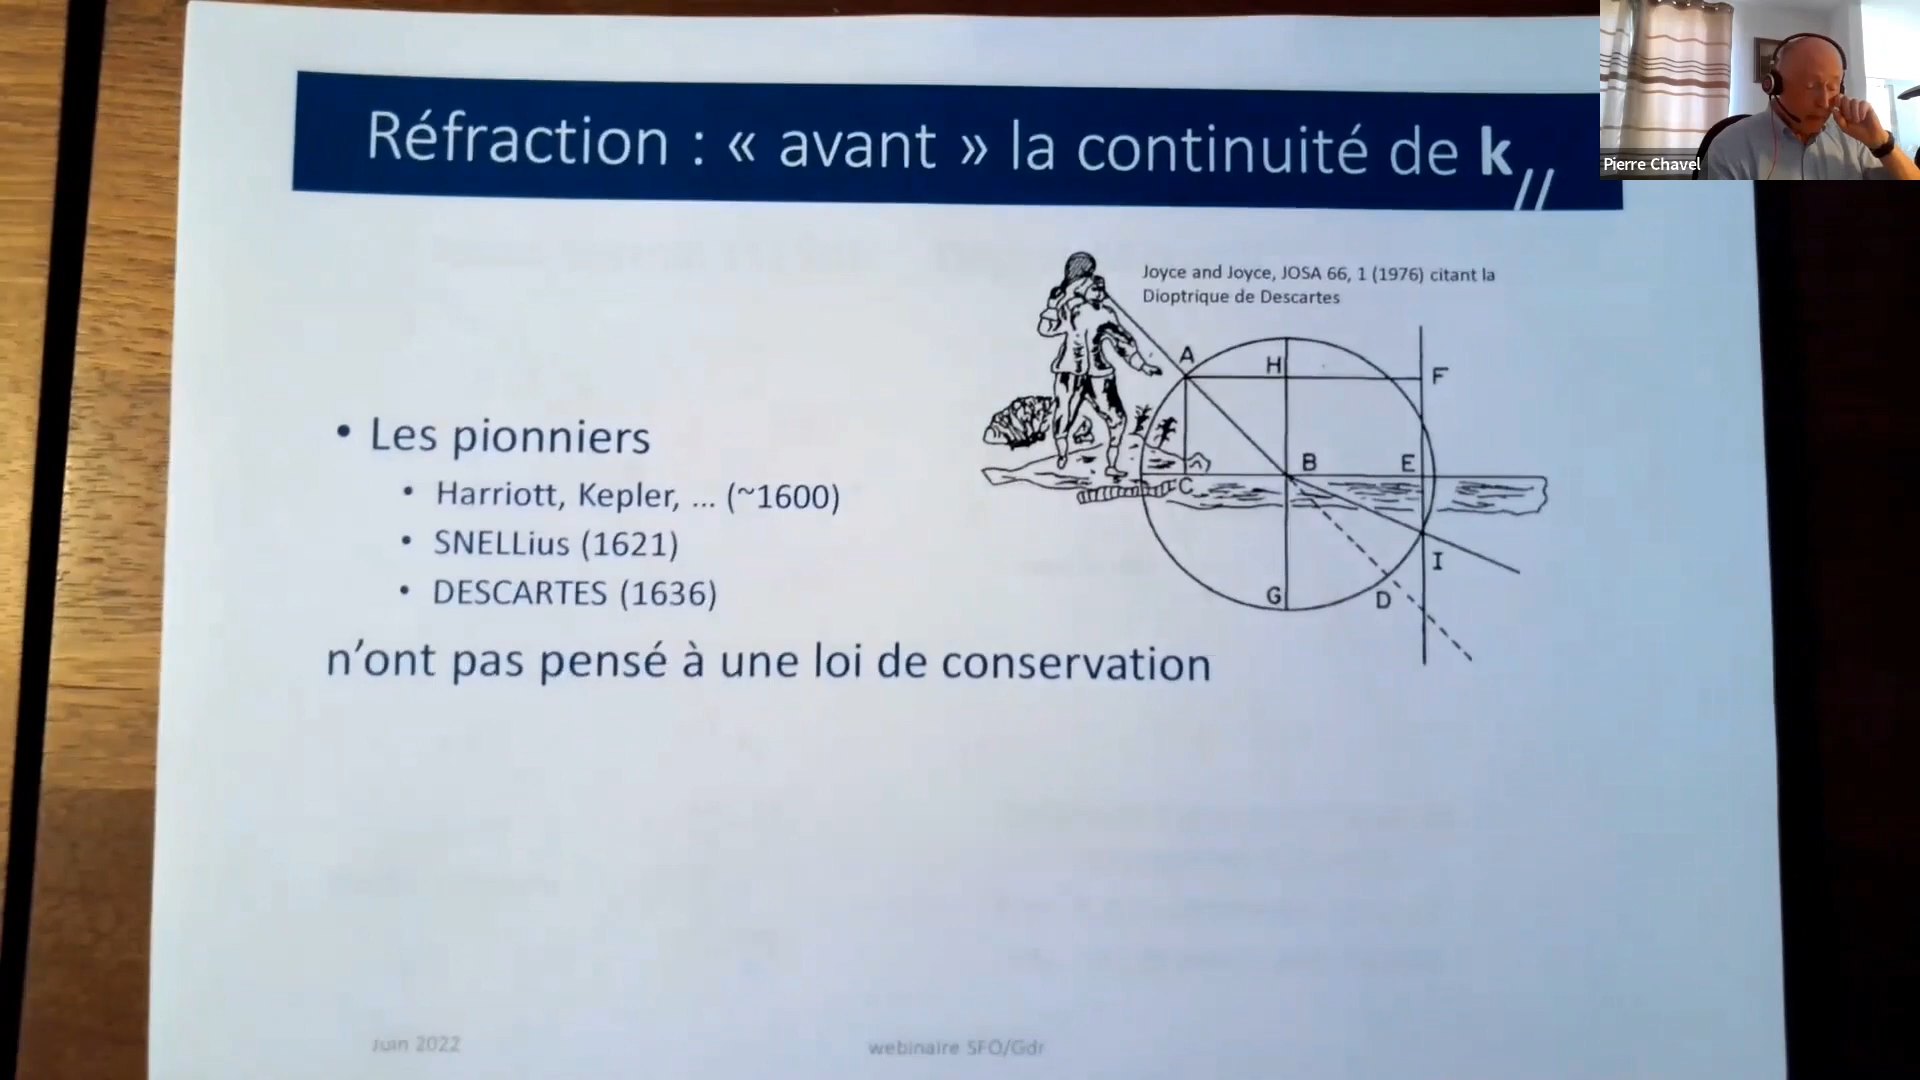 Réfraction : « avant » la continuité de k//
Pierre Chavel
Joyce and Joyce, JOSA 66, 1 (1976) citant la
Dioptrique de Descartes
A
H
F
B
E
C
I
G
D
• Les pionniers
• Harriott, Kepler, ... (~1600)
• SNELLius (1621)
• DESCARTES (1636)
n'ont pas pensé à une loi de conservation
Juin 2022
webinaire SFO/Gdr